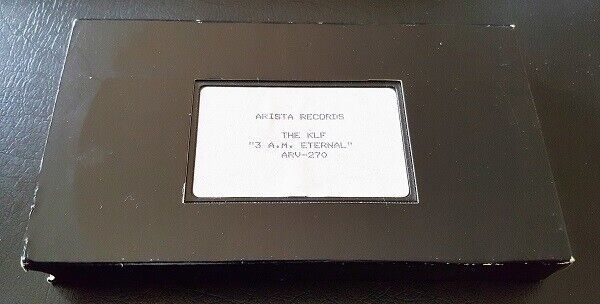 ARISTA RECORDS
THE KLF
"3 A.M. ETERNAL"
ARV-270